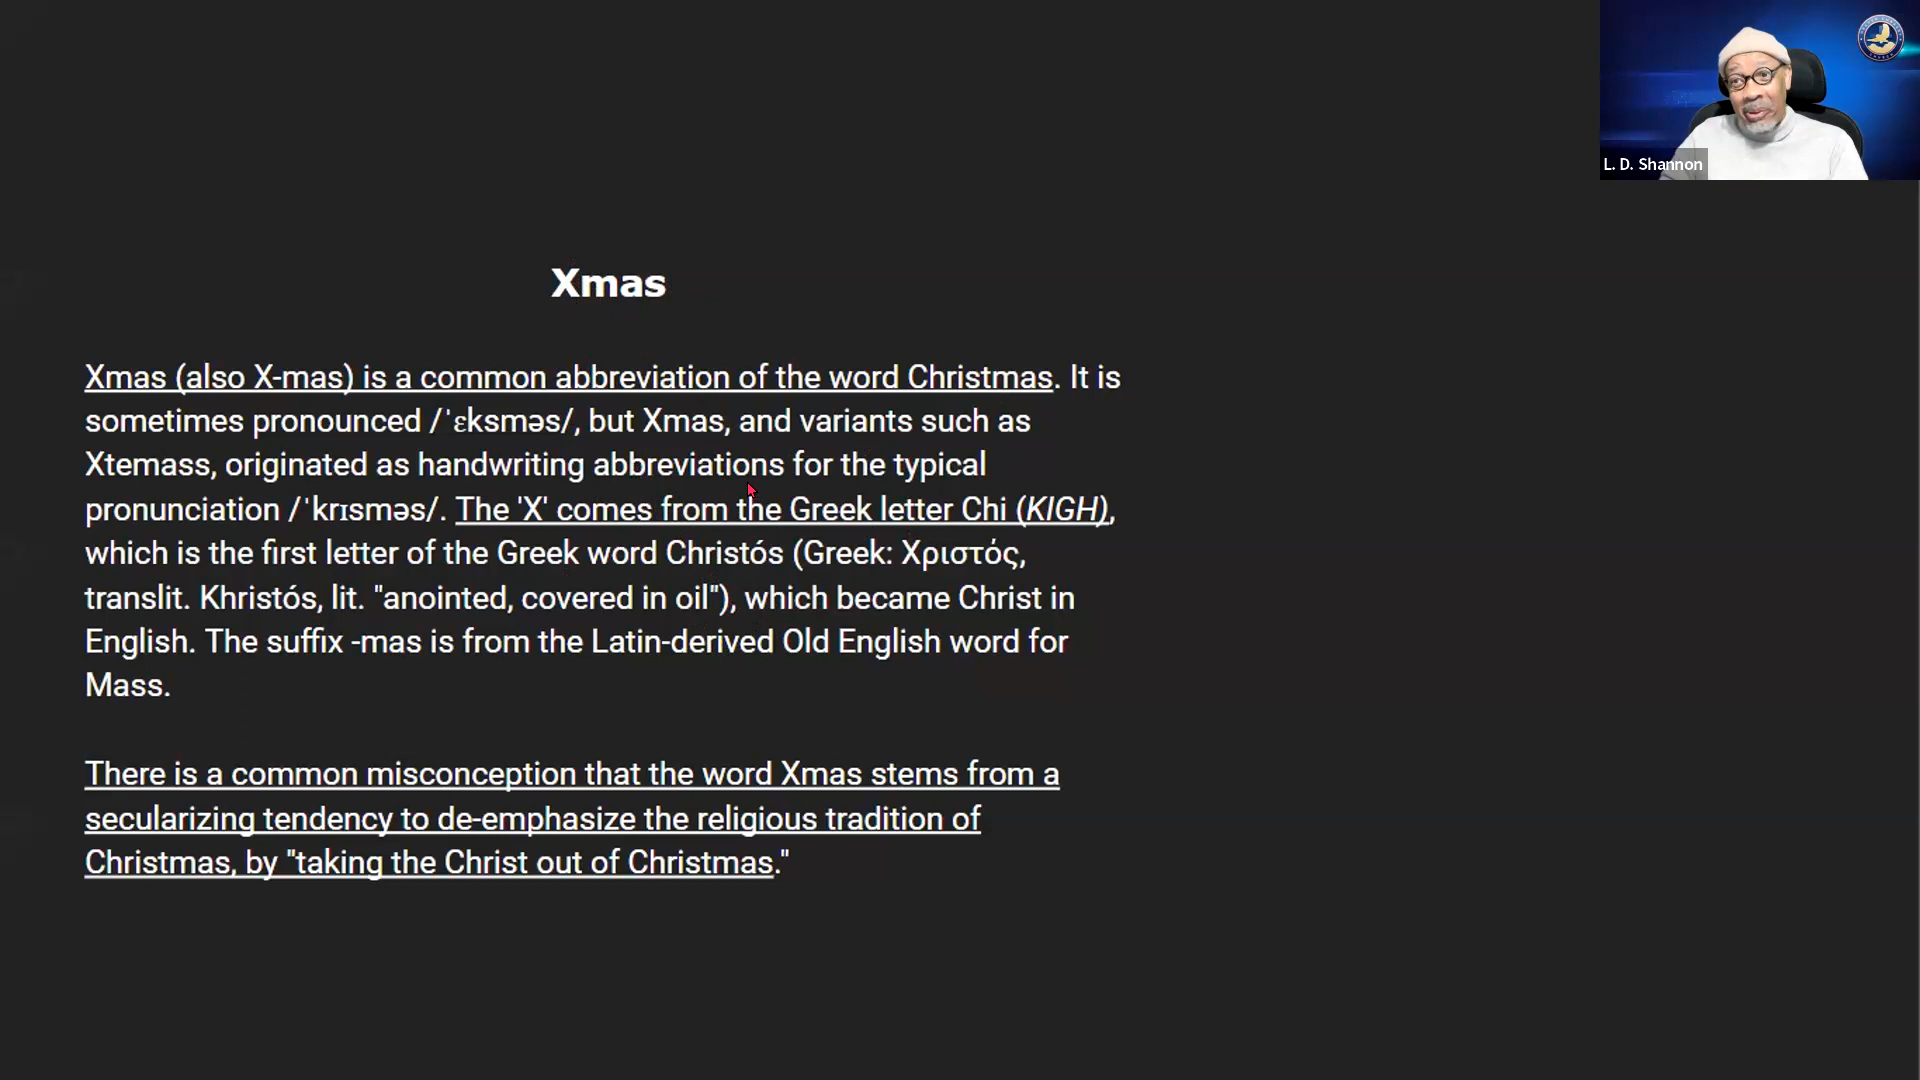 L. D. Shannon
Xmas
Xmas (also X-mas) is a common abbreviation of the word Christmas. It is
sometimes pronounced /ˈɛksməs/, but Xmas, and variants such as
Xtemass, originated as handwriting abbreviations for the typical
pronunciation /ˈkrɪsməs/. The 'X' comes from the Greek letter Chi (KIGH),
which is the first letter of the Greek word Christós (Greek: Χριστός,
translit. Khristós, lit. "anointed, covered in oil"), which became Christ in
English. The suffix -mas is from the Latin-derived Old English word for
Mass.
There is a common misconception that the word Xmas stems from a
secularizing tendency to de-emphasize the religious tradition of
Christmas, by "taking the Christ out of Christmas."